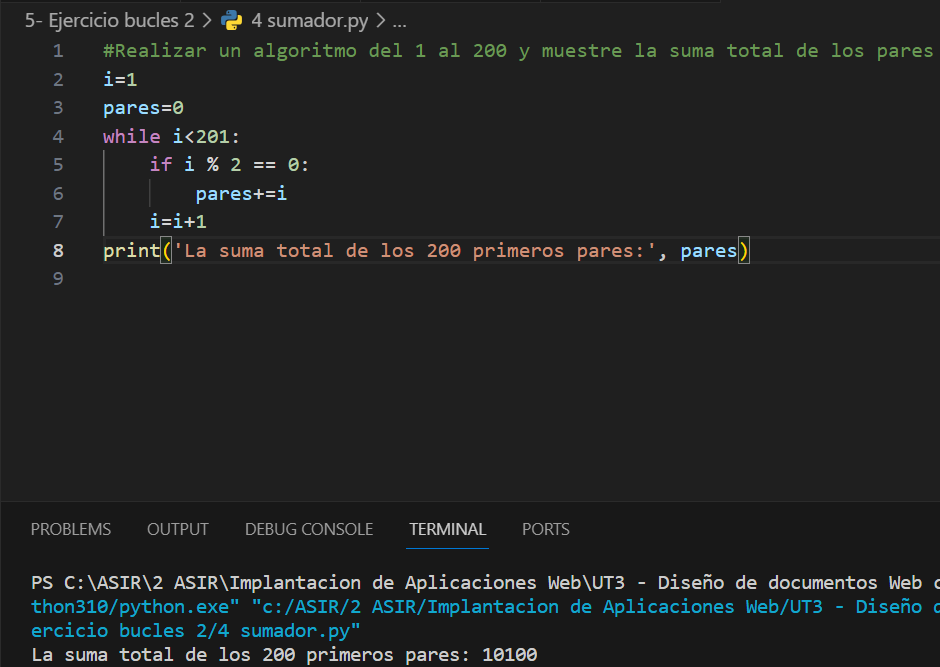 5- Ejercicio bucles 2 > 4 sumador.py > ...
1 #Realizar un algoritmo del 1 al 200 y muestre la suma total de los pares
2 i=1
3 pares=0
4 while i<201:
5     if i % 2 == 0:
6         pares+=i
7     i=i+1
8 print('La suma total de los 200 primeros pares:', pares)
9
PROBLEMS OUTPUT DEBUG CONSOLE TERMINAL PORTS
PS C:\ASIR\2 ASIR\Implantacion de Aplicaciones Web\UT3 - Diseño de documentos Web
thon310/python.exe" "c:/ASIR/2 ASIR/Implantacion de Aplicaciones Web/UT3 - Diseño
ercicio bucles 2/4 sumador.py"
La suma total de los 200 primeros pares: 10100